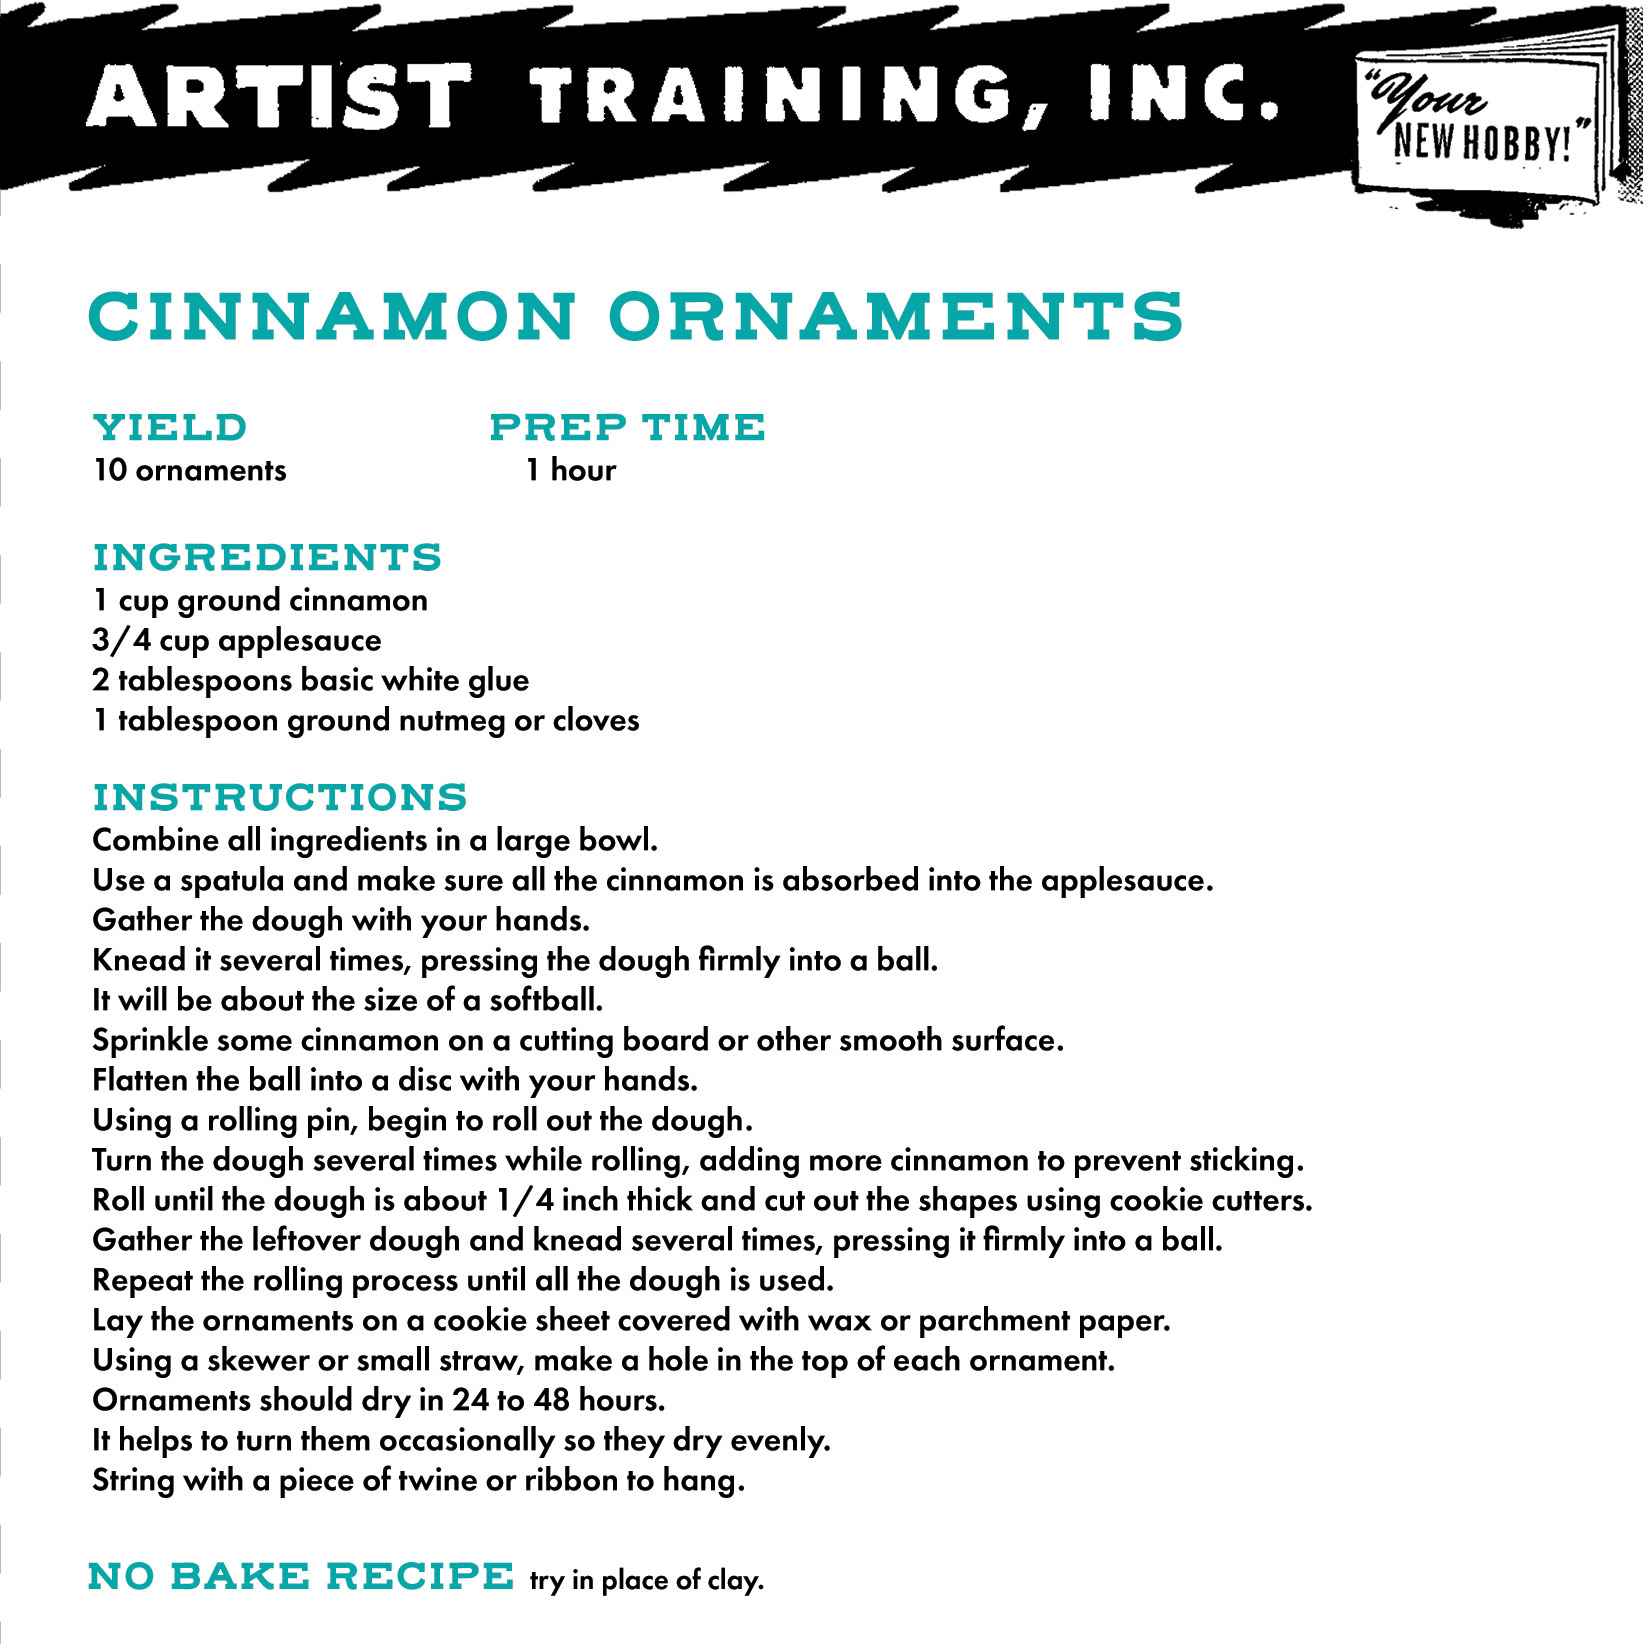 ARTIST TRAINING, INC.
“Your
NEW HOBBY!”
CINNAMON ORNAMENTS
YIELD
10 ornaments
PREP TIME
1 hour
INGREDIENTS
1 cup ground cinnamon
3/4 cup applesauce
2 tablespoons basic white glue
1 tablespoon ground nutmeg or cloves
INSTRUCTIONS
Combine all ingredients in a large bowl.
Use a spatula and make sure all the cinnamon is absorbed into the applesauce.
Gather the dough with your hands.
Knead it several times, pressing the dough firmly into a ball.
It will be about the size of a softball.
Sprinkle some cinnamon on a cutting board or other smooth surface.
Flatten the ball into a disc with your hands.
Using a rolling pin, begin to roll out the dough.
Turn the dough several times while rolling, adding more cinnamon to prevent sticking.
Roll until the dough is about 1/4 inch thick and cut out the shapes using cookie cutters.
Gather the leftover dough and knead several times, pressing it firmly into a ball.
Repeat the rolling process until all the dough is used.
Lay the ornaments on a cookie sheet covered with wax or parchment paper.
Using a skewer or small straw, make a hole in the top of each ornament.
Ornaments should dry in 24 to 48 hours.
It helps to turn them occasionally so they dry evenly.
String with a piece of twine or ribbon to hang.
NO BAKE RECIPE try in place of clay.